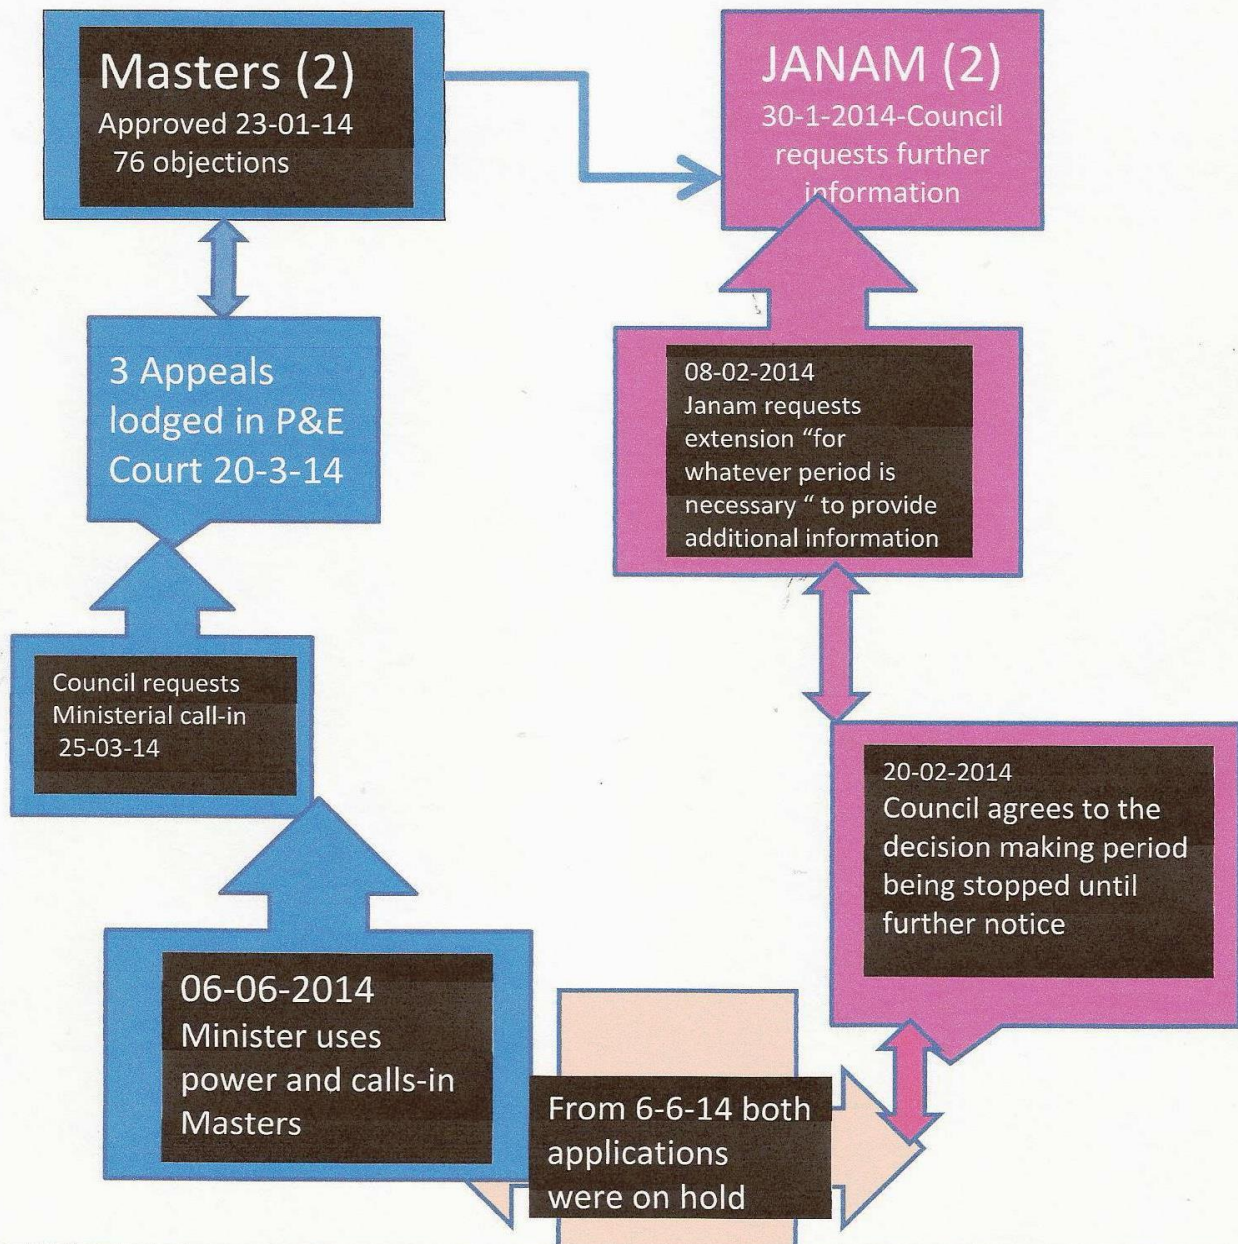 Masters (2)
Approved 23-01-14
76 objections
JANAM (2)
30-1-2014-Council
requests further
information
3 Appeals
lodged in P&E
Court 20-3-14
08-02-2014
Janam requests
extension “for
whatever period is
necessary “ to provide
additional information
Council requests
Ministerial call-in
25-03-14
20-02-2014
Council agrees to the
decision making period
being stopped until
further notice
06-06-2014
Minister uses
power and calls-in
Masters
From 6-6-14 both
applications
were on hold